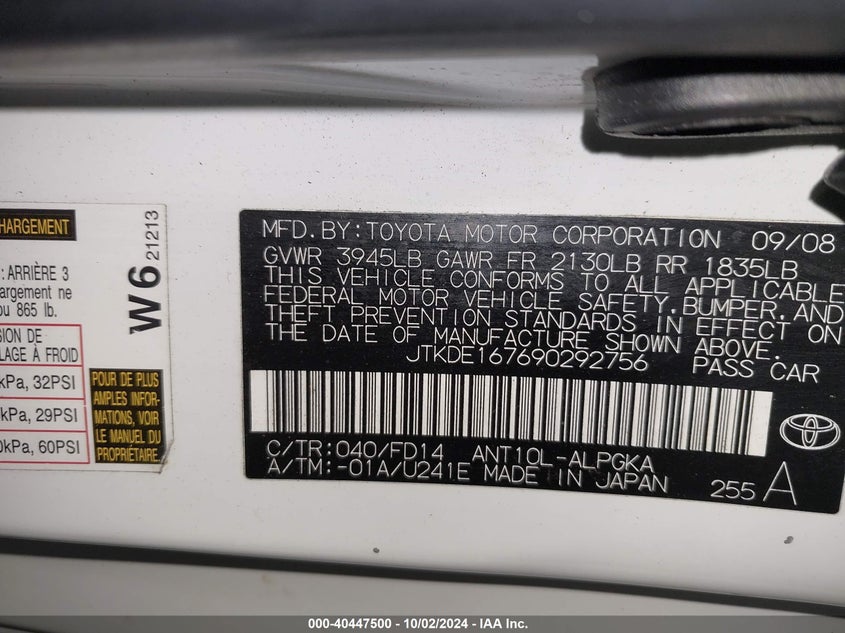 HARGEMENT
: ARRIÈRE 3
argement ne
ou 865 lb.
SION DE
LAGE À FROID
kPa, 32PSI
kPa, 29PSI
0kPa, 60PSI
W6 21213
POUR DE PLUS
AMPLES INFOR-
MATIONS, VOIR
LE MANUEL DU
PROPRIÉTAIRE.
MFD.BY:TOYOTA MOTOR CORPORATION 09/08
GVWR 3945LB GAWR FR 2130LB RR 1835LB
THIS VEHICLE CONFORMS TO ALL APPLICABLE
FEDERAL MOTOR VEHICLE SAFETY,BUMPER,AND
THEFT PREVENTION STANDARDS IN EFFECT ON
THE DATE OF MANUFACTURE SHOWN ABOVE.
JTKDE167690292756 PASS CAR
C/TR:040/FD14 ANT10L-ALPGKA
A/TM:-01A/U241E MADE IN JAPAN 255 A
000-40447500 - 10/02/2024 - IAA Inc.